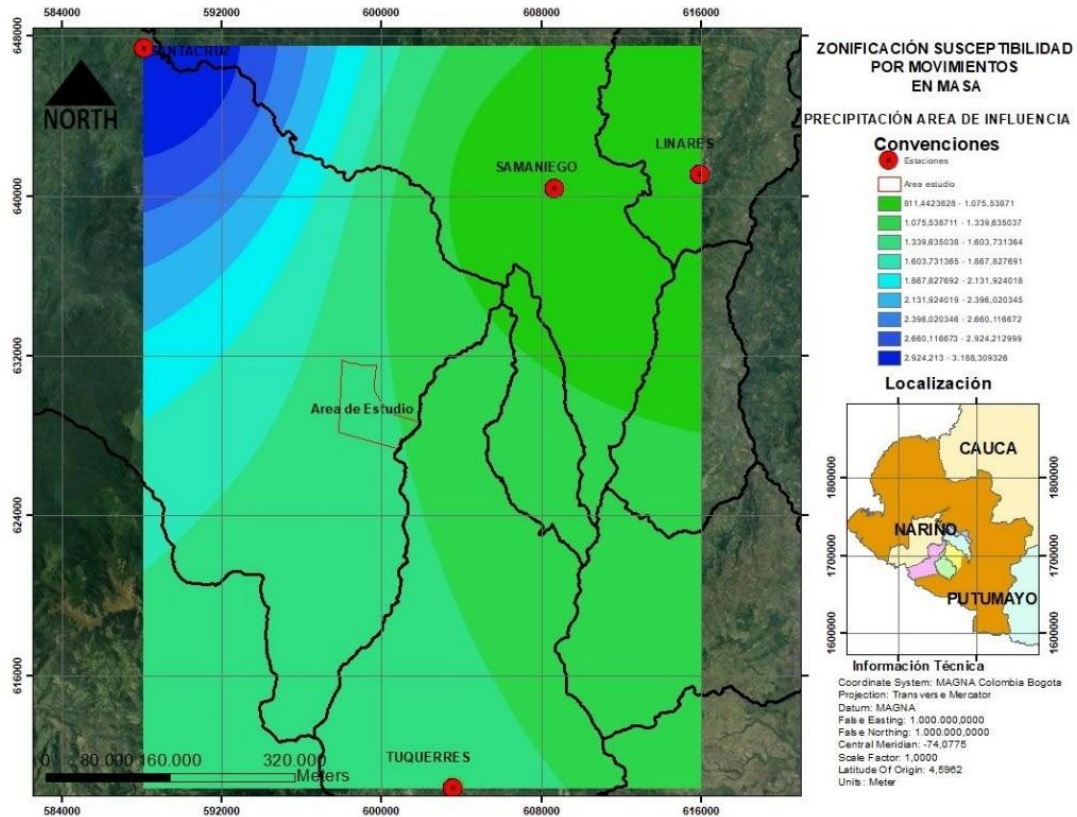 584000 592000 600000 608000 616000
648000
640000
632000
624000
616000
SANTACRUZ
NORTH
SAMANIEGO
LINARES
Area de Estudio
TUQUERRES
0 80.000 160.000 320.000
Meters
584000 592000 600000 608000 616000
ZONIFICACIÓN SUSCEPTIBILIDAD
POR MOVIMIENTOS
EN MASA
PRECIPITACIÓN AREA DE INFLUENCIA
Convenciones
Estaciones
Area estudio
811,4423828 - 1.075,53871
1.075,538711 - 1.339,635037
1.339,635038 - 1.603,731364
1.603,731365 - 1.867,827691
1.867,827692 - 2.131,924018
2.131,924019 - 2.396,020345
2.396,020346 - 2.660,116672
2.660,116673 - 2.924,212999
2.924,213 - 3.188,309326
Localización
CAUCA
NARIÑO
PUTUMAYO
1800000
1700000
1600000
1800000
1700000
1600000
Información Técnica
Coordinate System: MAGNA Colombia Bogota
Projection: Transverse Mercator
Datum: MAGNA
False Easting: 1.000.000,0000
False Northing: 1.000.000,0000
Central Meridian: -74,0775
Scale Factor: 1,0000
Latitude Of Origin: 4,5962
Units: Meter